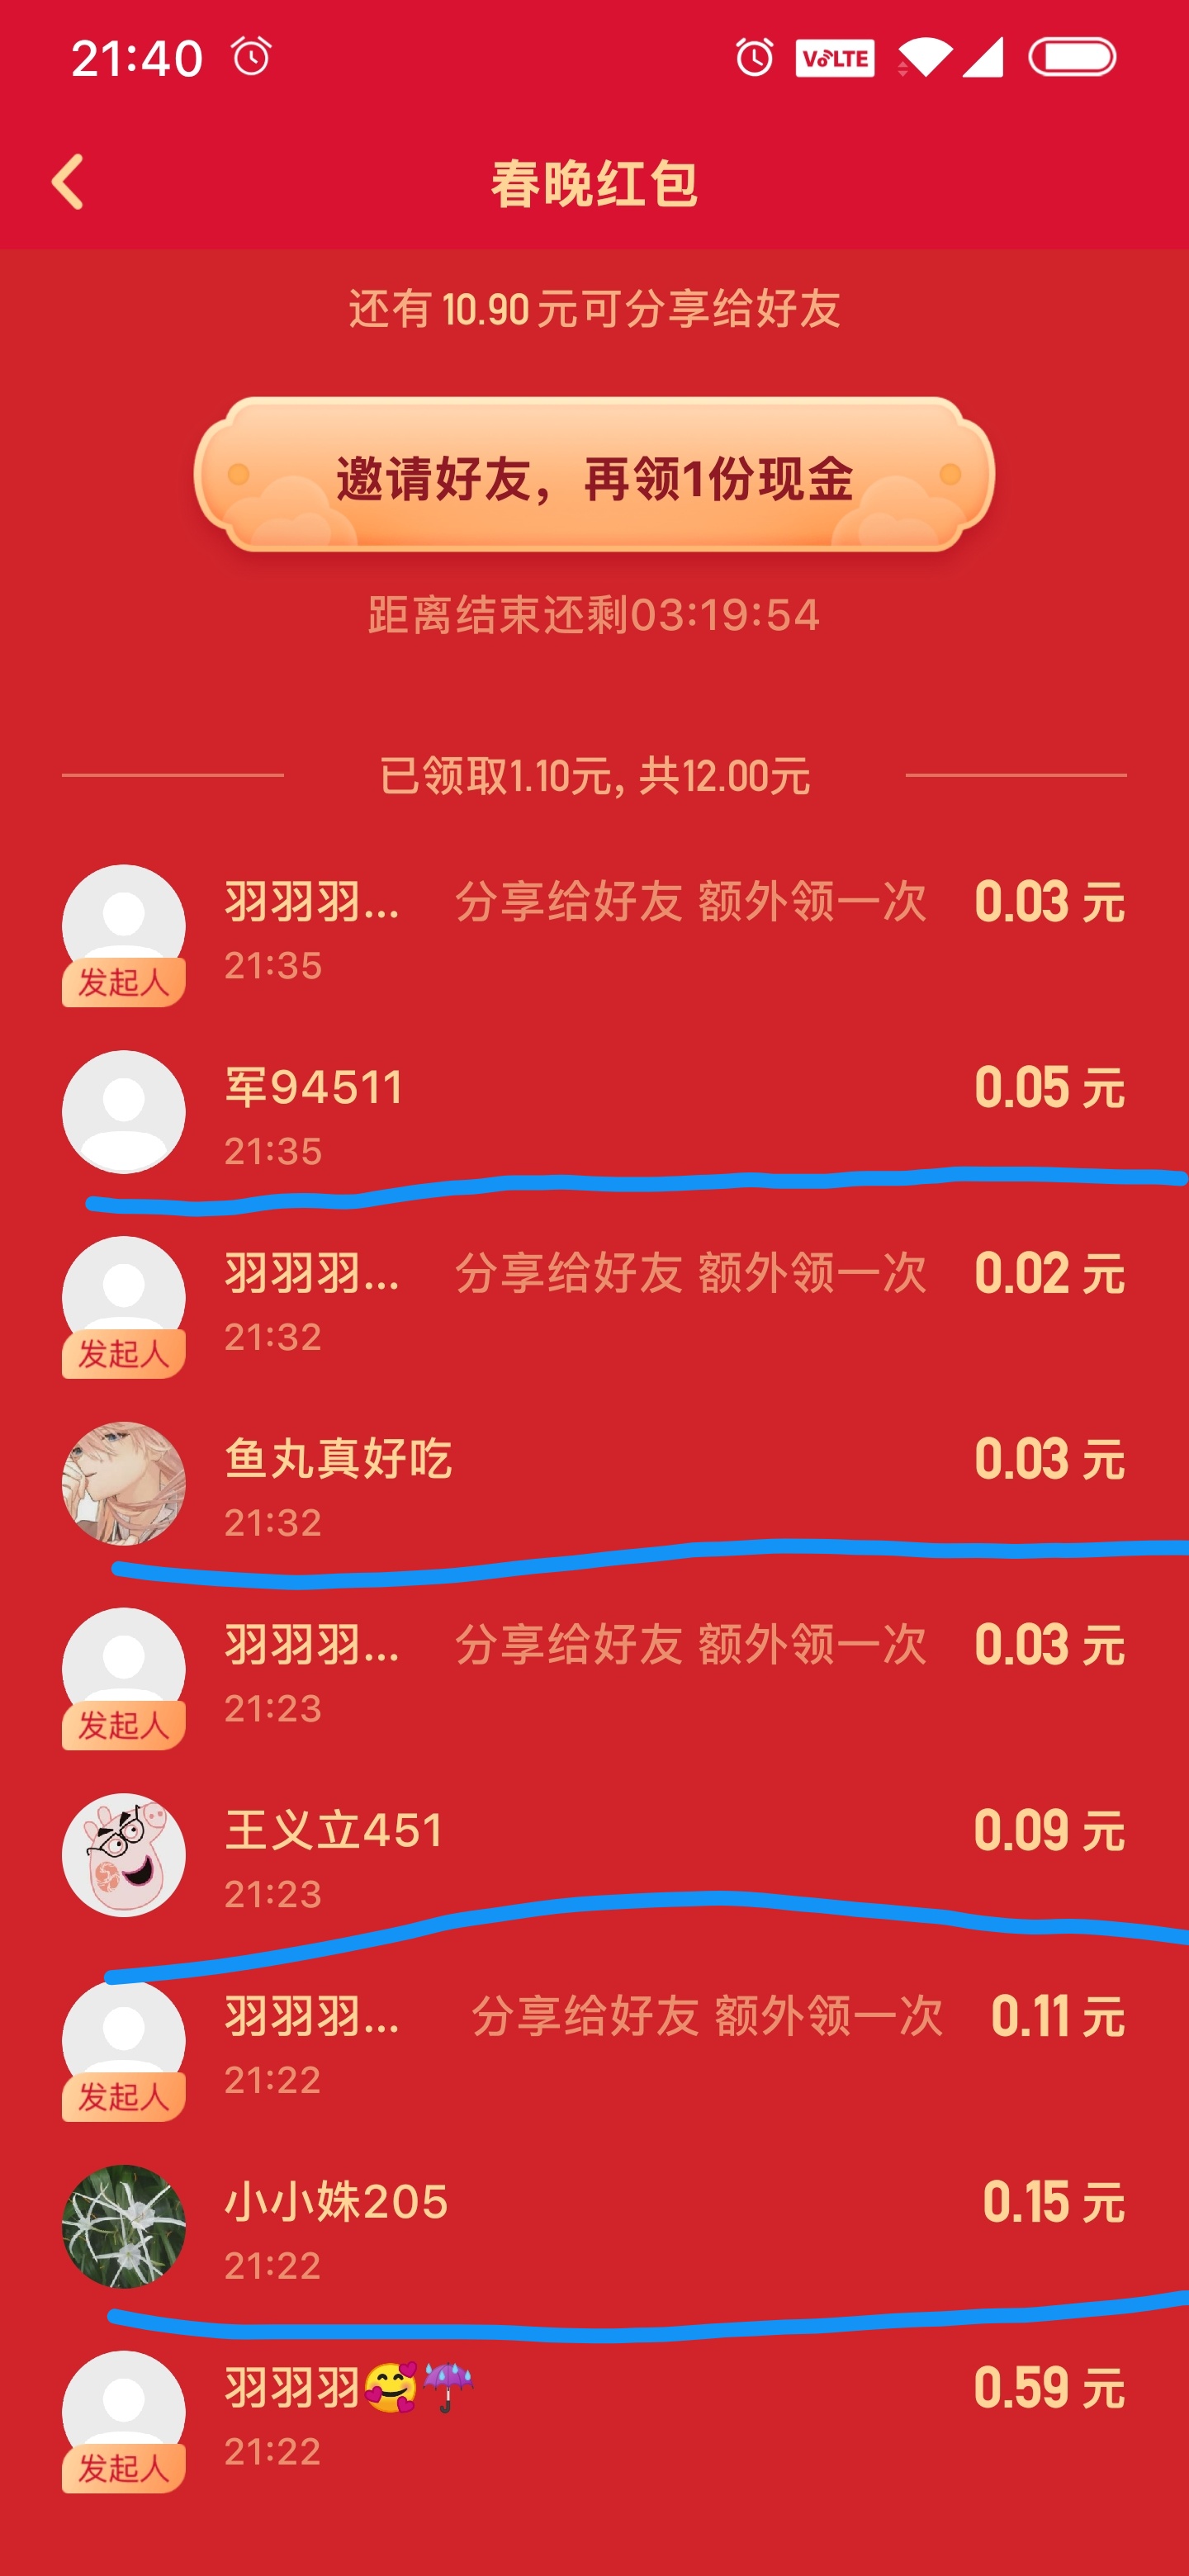 21:40 VoLTE
春晚红包
还有10.90元可分享给好友
邀请好友，再领1份现金
距离结束还剩03:19:54
已领取1.10元, 共12.00元
羽羽羽... 分享给好友 额外领一次 0.03 元
21:35
发起人
军94511 0.05 元
21:35
羽羽羽... 分享给好友 额外领一次 0.02 元
21:32
发起人
鱼丸真好吃 0.03 元
21:32
羽羽羽... 分享给好友 额外领一次 0.03 元
21:23
发起人
王义立451 0.09 元
21:23
羽羽羽... 分享给好友 额外领一次 0.11 元
21:22
发起人
小小姝205 0.15 元
21:22
羽羽羽🥰☔ 0.59 元
21:22
发起人